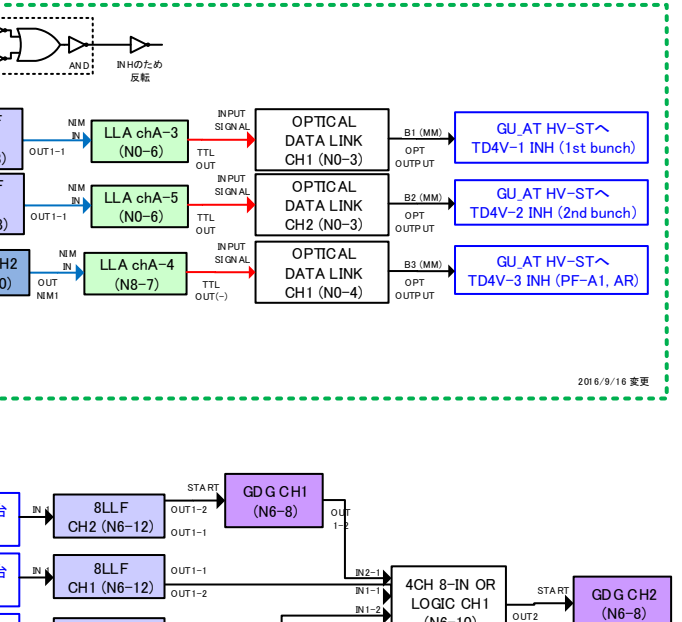 AND
INHのため
反転
OUT1-1
NIM
IN
LLA chA-3
(N0-6)
TTL
OUT
INPUT
SIGNAL
OPTICAL
DATA LINK
CH1 (N0-3)
B1 (MM)
OPT
OUTPUT
GU_AT HV-STへ
TD4V-1 INH (1st bunch)
OUT1-1
NIM
IN
LLA chA-5
(N0-6)
TTL
OUT
INPUT
SIGNAL
OPTICAL
DATA LINK
CH2 (N0-3)
B2 (MM)
OPT
OUTPUT
GU_AT HV-STへ
TD4V-2 INH (2nd bunch)
OUT
NIM1
NIM
IN
LLA chA-4
(N8-7)
TTL
OUT(-)
INPUT
SIGNAL
OPTICAL
DATA LINK
CH1 (N0-4)
B3 (MM)
OPT
OUTPUT
GU_AT HV-STへ
TD4V-3 INH (PF-A1, AR)
2016/9/16 変更
台
IN
8LLF
CH2 (N6-12)
OUT1-2
OUT1-1
START
GDG CH1
(N6-8)
OUT
1-2
台
IN
8LLF
CH1 (N6-12)
OUT1-1
OUT1-2
IN2-1
IN1-1
IN1-2
4CH 8-IN OR
LOGIC CH1
(N6-10)
OUT2
START
GDG CH2
(N6-8)